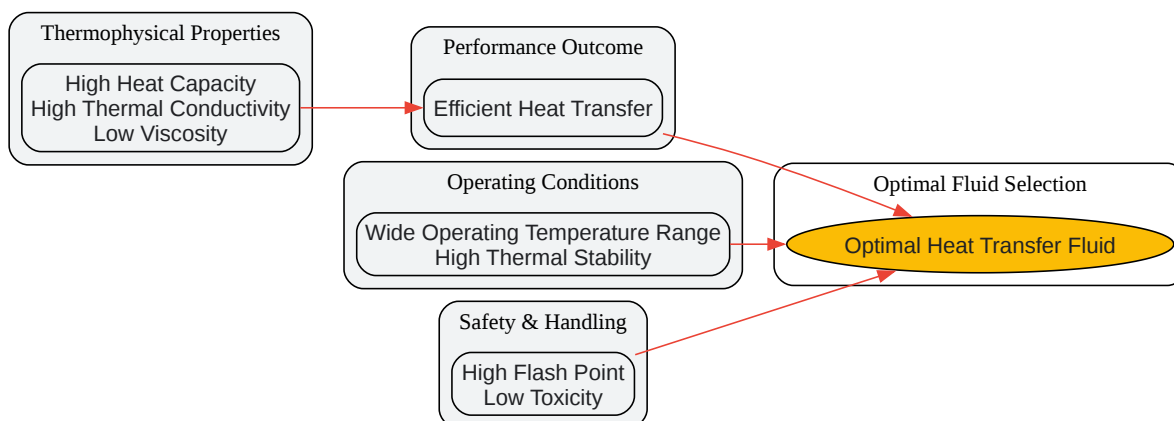 Thermophysical Properties
High Heat Capacity
High Thermal Conductivity
Low Viscosity
Performance Outcome
Efficient Heat Transfer
Operating Conditions
Wide Operating Temperature Range
High Thermal Stability
Safety & Handling
High Flash Point
Low Toxicity
Optimal Fluid Selection
Optimal Heat Transfer Fluid